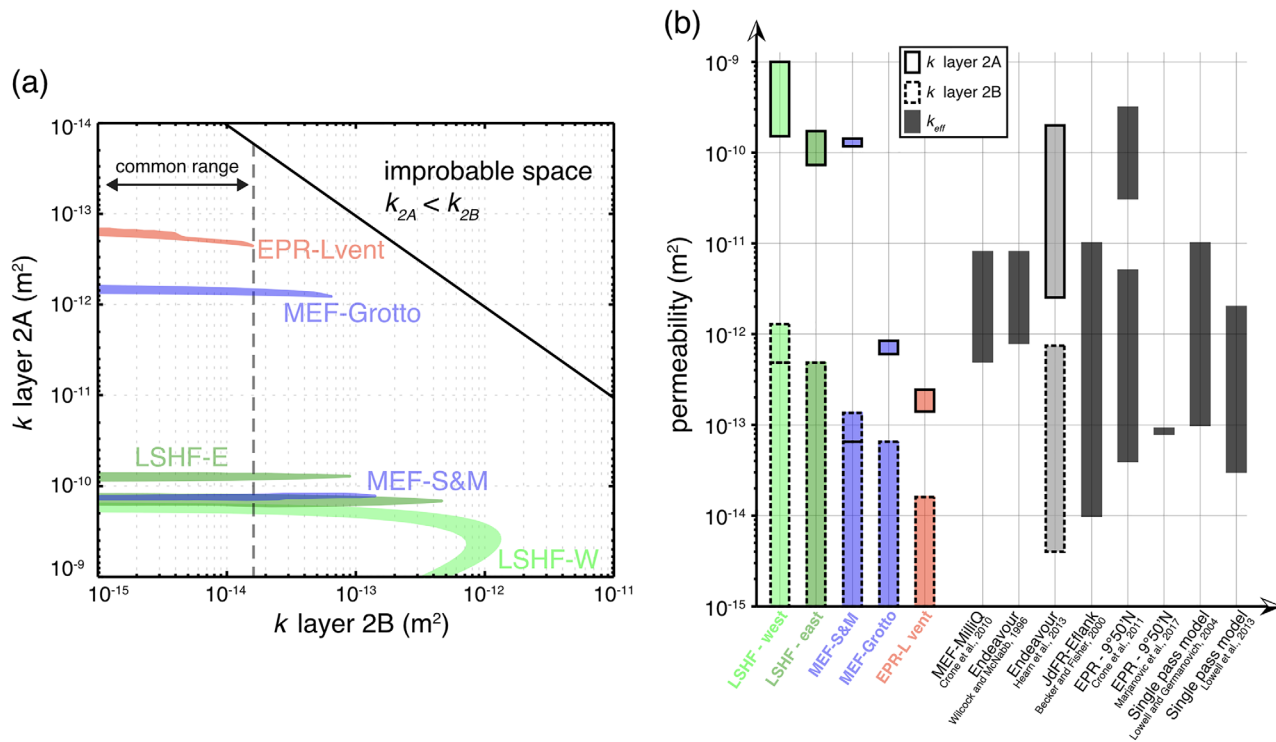 (a)
10-14
10-13
10-12
10-11
10-10
10-9
k layer 2A (m2)
common range
improbable space
k2A < k2B
EPR-Lvent
MEF-Grotto
LSHF-E
MEF-S&M
LSHF-W
10-15
10-14
10-13
10-12
10-11
k layer 2B (m2)
(b)
k layer 2A
k layer 2B
keff
10-9
10-10
10-11
10-12
10-13
10-14
10-15
permeability (m2)
LSHF - west
LSHF - east
MEF-S&M
MEF-Grotto
EPR-L vent
MEF-MilliQ
Crone et al., 2010
Endeavour
Wilcock and McNabb, 1996
Endeavour
Hearn et al., 2013
JdFR-Eflank
Becker and Fisher, 2000
EPR - 9°50'N
Crone et al., 2011
EPR - 9°50'N
Marjanovic et al., 2017
Single pass model
Lowell and Germanovich, 2004
Single pass model
Lowell et al., 2013